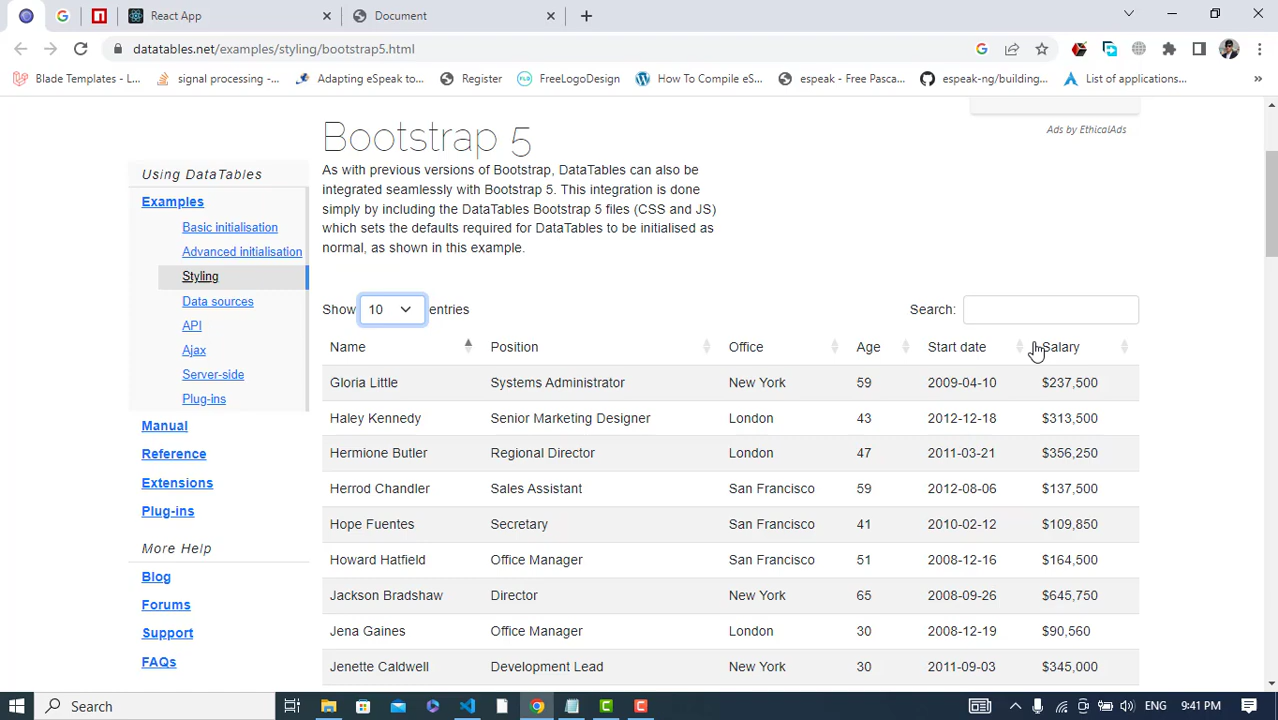 React App
Document
datatables.net/examples/styling/bootstrap5.html
Blade Templates - L...
signal processing -...
Adapting eSpeak to...
Register
FreeLogoDesign
How To Compile eS...
espeak - Free Pasca...
espeak-ng/building...
List of applications...
Ads by EthicalAds
Bootstrap 5
As with previous versions of Bootstrap, DataTables can also be
integrated seamlessly with Bootstrap 5. This integration is done
simply by including the DataTables Bootstrap 5 files (CSS and JS)
which sets the defaults required for DataTables to be initialised as
normal, as shown in this example.
Using DataTables
Examples
Basic initialisation
Advanced initialisation
Styling
Data sources
API
Ajax
Server-side
Plug-ins
Manual
Reference
Extensions
Plug-ins
More Help
Blog
Forums
Support
FAQs
Show 10 entries
Search:
Name Position Office Age Start date Salary
Gloria Little Systems Administrator New York 59 2009-04-10 $237,500
Haley Kennedy Senior Marketing Designer London 43 2012-12-18 $313,500
Hermione Butler Regional Director London 47 2011-03-21 $356,250
Herrod Chandler Sales Assistant San Francisco 59 2012-08-06 $137,500
Hope Fuentes Secretary San Francisco 41 2010-02-12 $109,850
Howard Hatfield Office Manager San Francisco 51 2008-12-16 $164,500
Jackson Bradshaw Director New York 65 2008-09-26 $645,750
Jena Gaines Office Manager London 30 2008-12-19 $90,560
Jenette Caldwell Development Lead New York 30 2011-09-03 $345,000
Search
ENG 9:41 PM